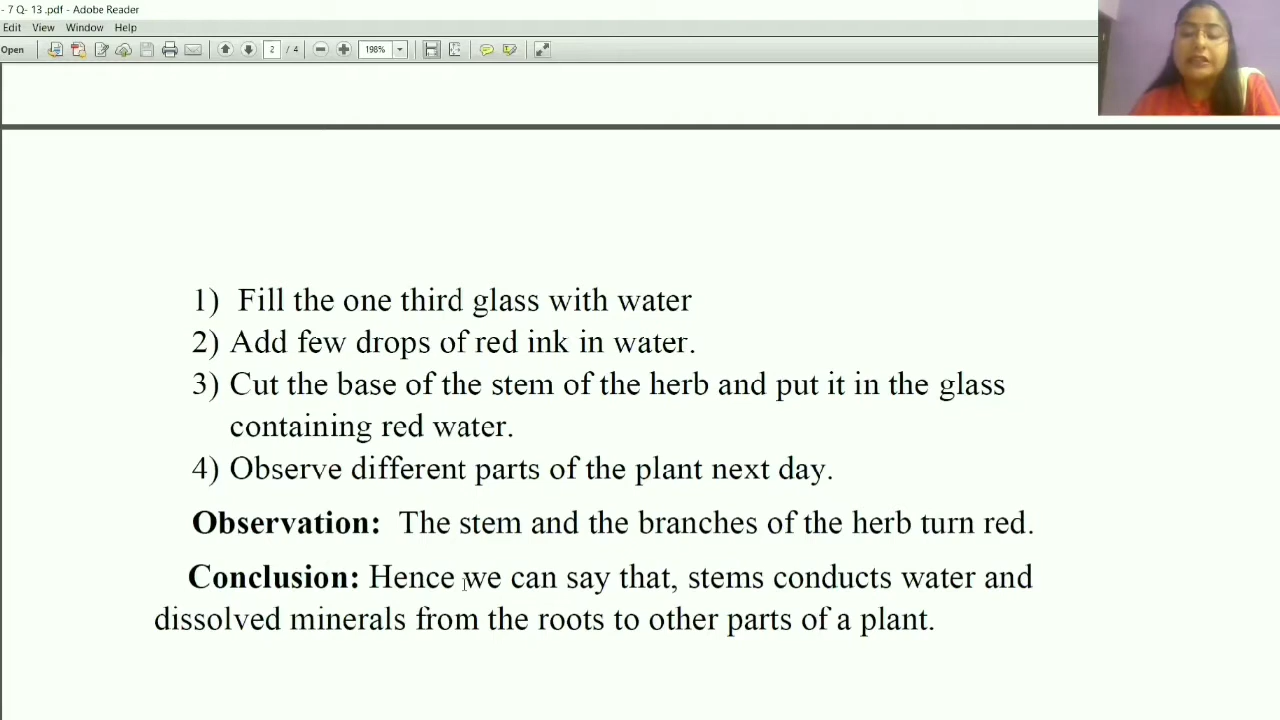 - 7 Q- 13 .pdf - Adobe Reader
Edit View Window Help
Open 2 / 4 198%
1) Fill the one third glass with water
2) Add few drops of red ink in water.
3) Cut the base of the stem of the herb and put it in the glass
containing red water.
4) Observe different parts of the plant next day.
Observation: The stem and the branches of the herb turn red.
Conclusion: Hence we can say that, stems conducts water and
dissolved minerals from the roots to other parts of a plant.